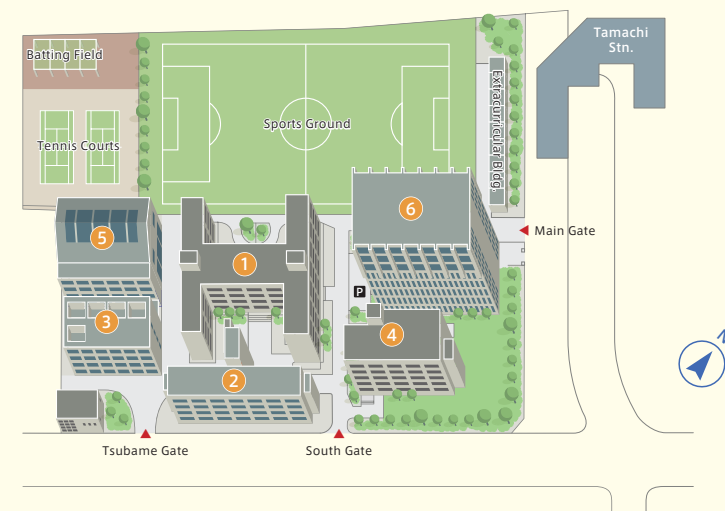 Tamachi
Stn.
Batting Field
Extracurricular Bldg.
Sports Ground
Tennis Courts
6
Main Gate
5
1
P
3
4
2
Tsubame Gate
South Gate